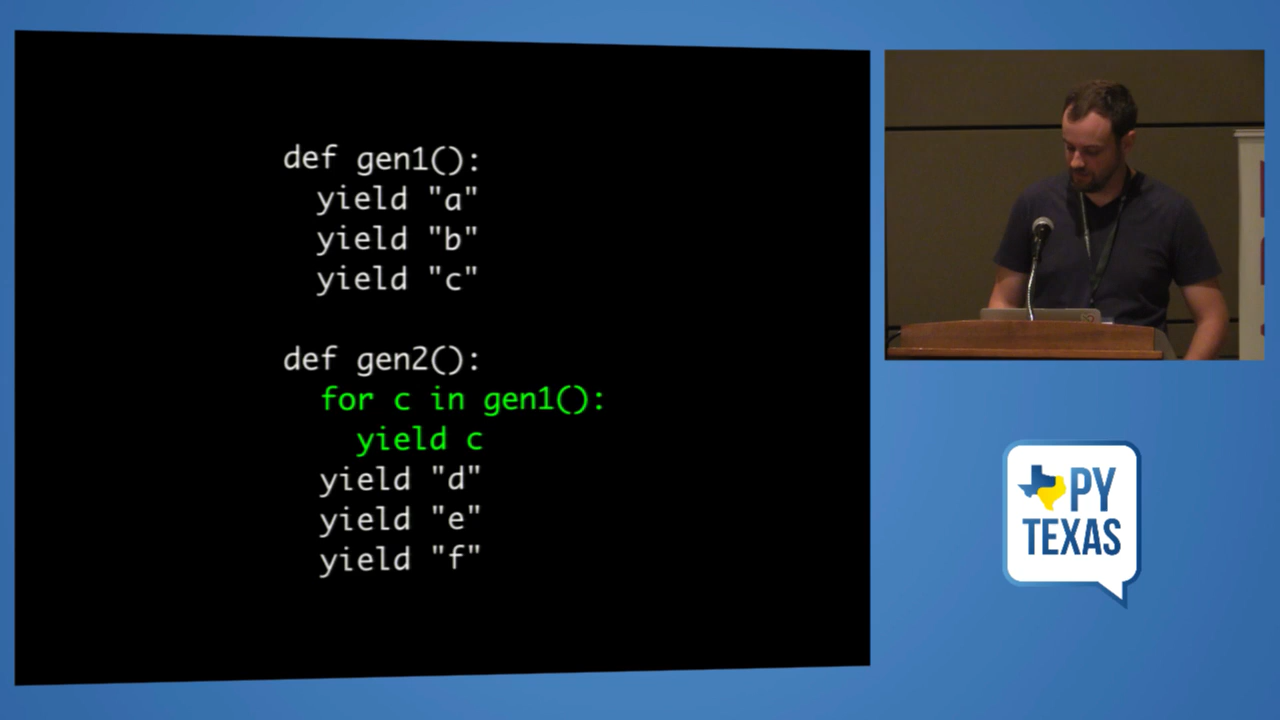 def gen1():
  yield "a"
  yield "b"
  yield "c"

def gen2():
  for c in gen1():
    yield c
  yield "d"
  yield "e"
  yield "f"
PY
TEXAS